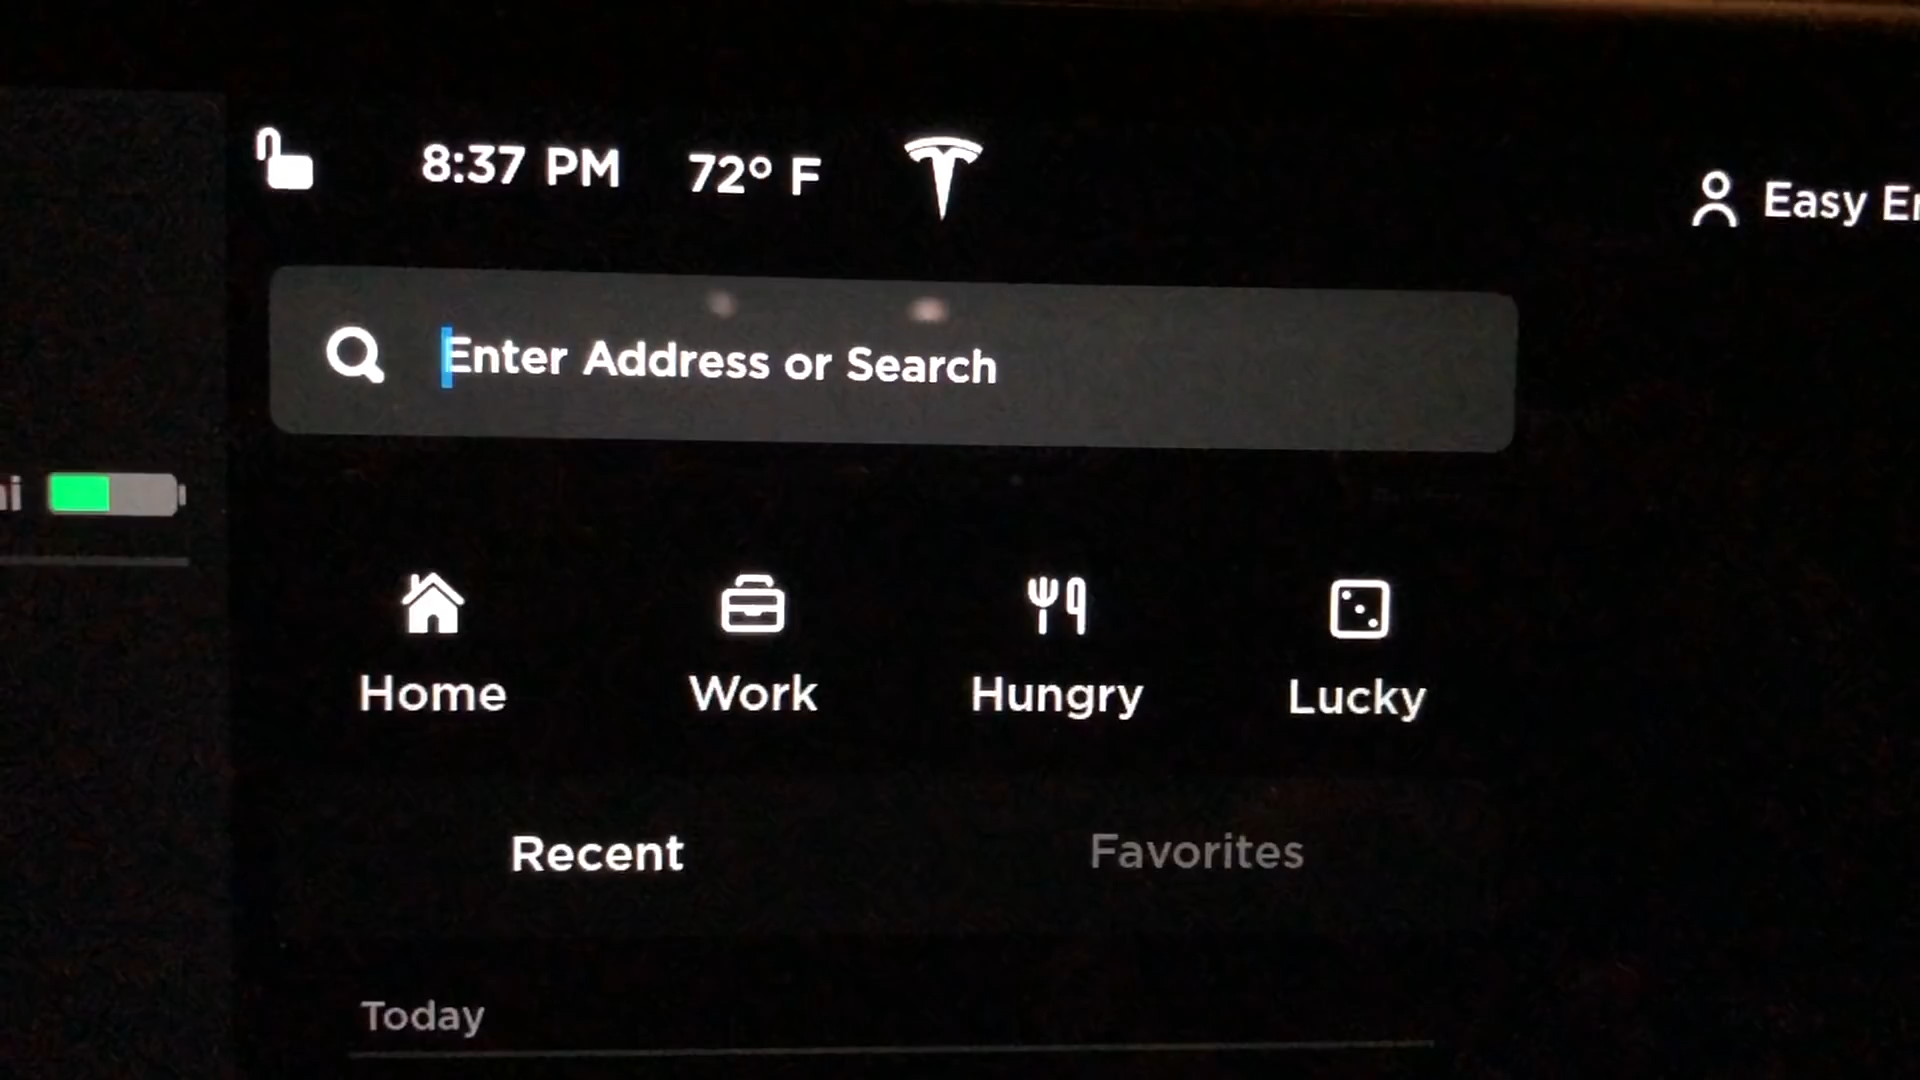 8:37 PM 72° F Easy
Enter Address or Search
Home Work Hungry Lucky
Recent Favorites
Today